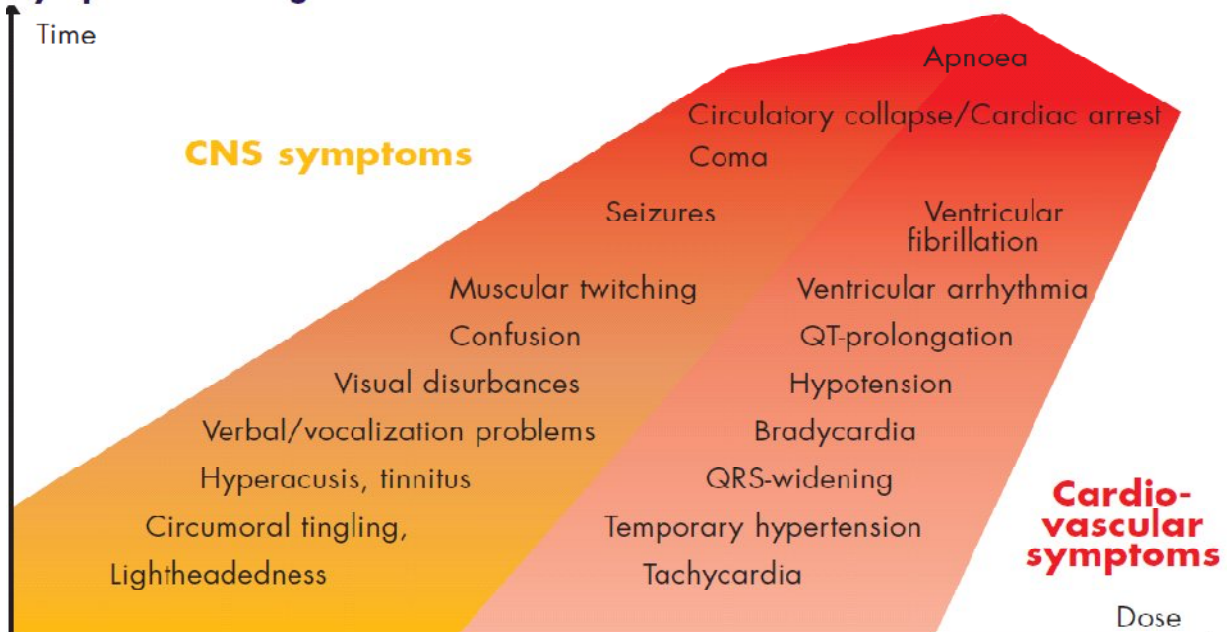 Time
Apnoea
Circulatory collapse/Cardiac arrest
CNS symptoms
Coma
Seizures
Ventricular
fibrillation
Muscular twitching
Ventricular arrhythmia
Confusion
QT-prolongation
Visual disturbances
Hypotension
Verbal/vocalization problems
Bradycardia
Hyperacusis, tinnitus
QRS-widening
Circumoral tingling,
Temporary hypertension
Lightheadedness
Tachycardia
Cardio-
vascular
symptoms
Dose